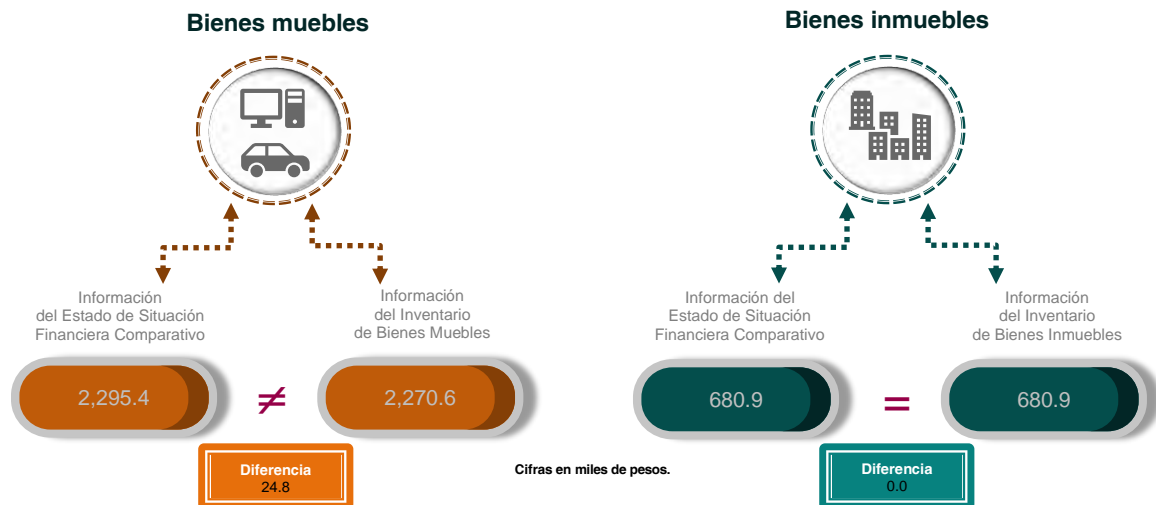 Bienes muebles
Información
del Estado de Situación
Financiera Comparativo
Información
del Inventario
de Bienes Muebles
2,295.4
≠
2,270.6
Diferencia
24.8
Bienes inmuebles
Información del
Estado de Situación
Financiera Comparativo
Información
del Inventario
de Bienes Inmuebles
680.9
=
680.9
Diferencia
0.0
Cifras en miles de pesos.